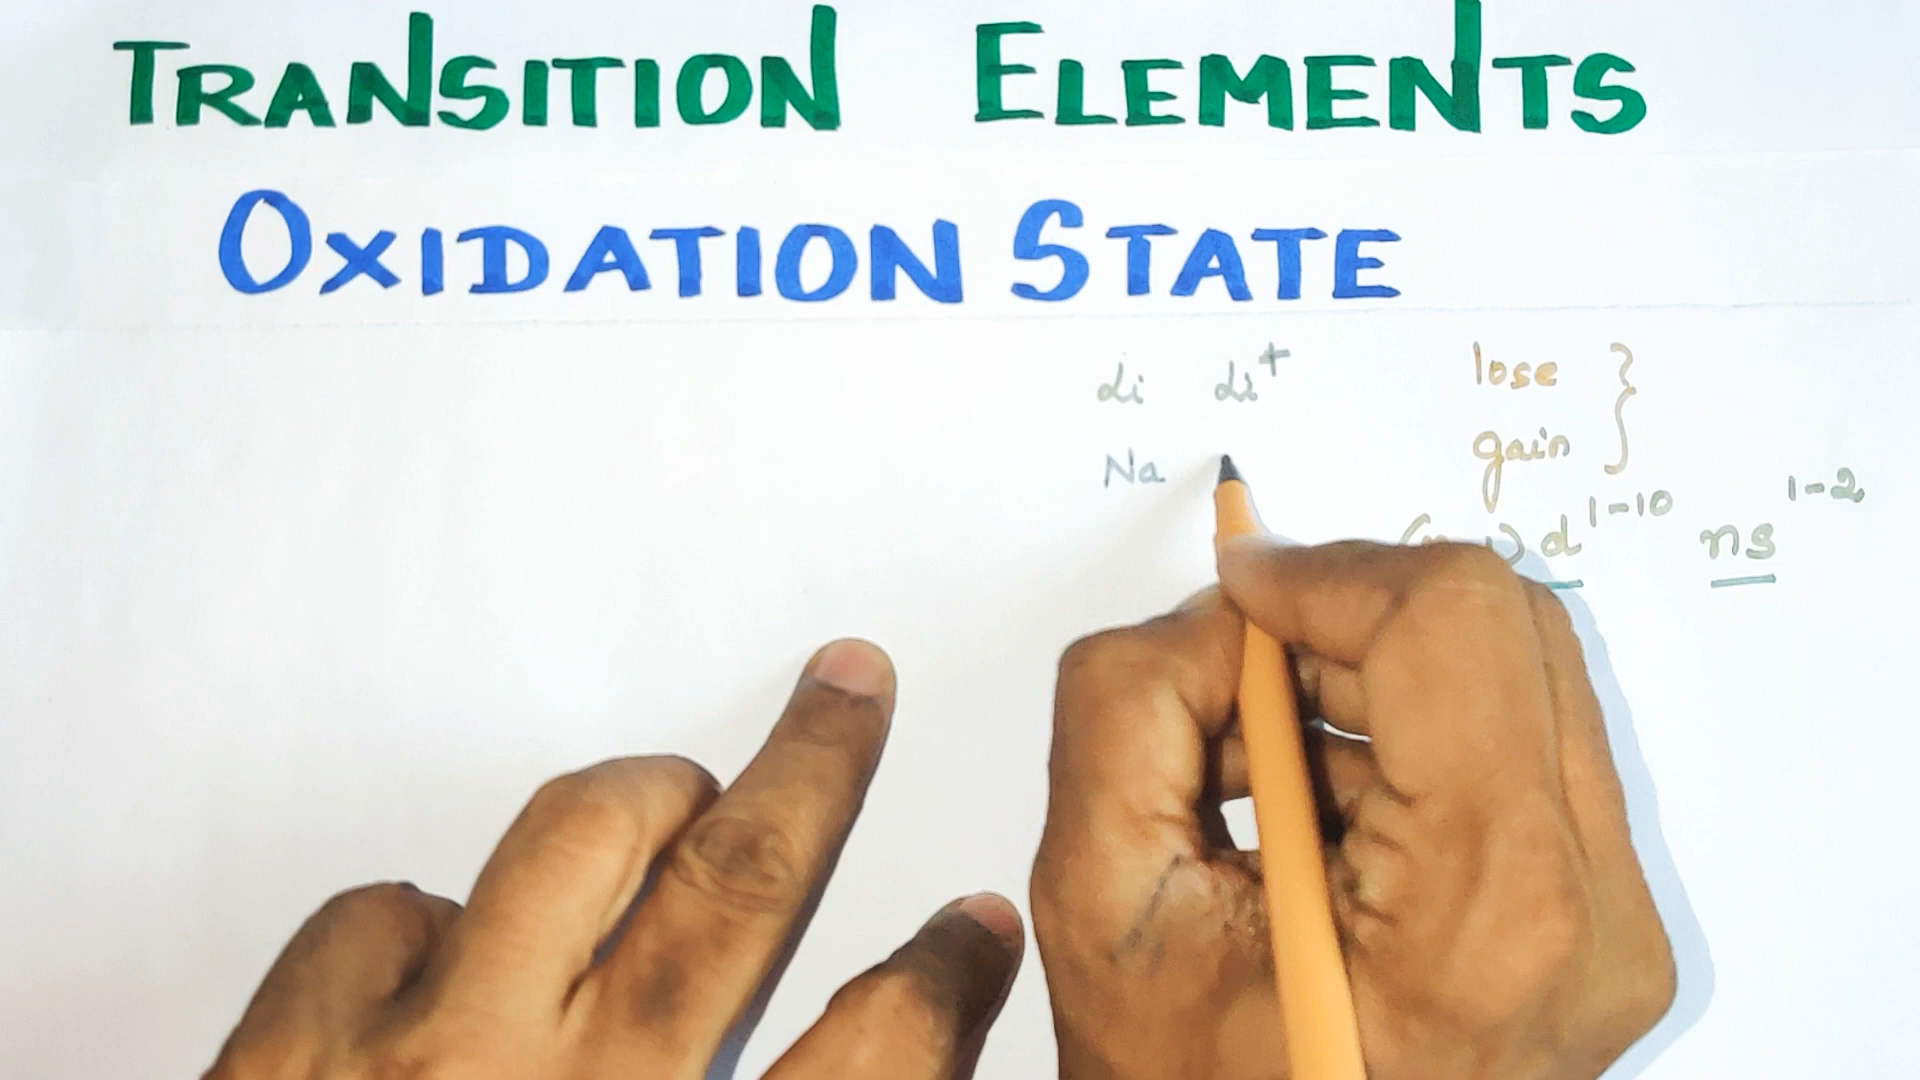 TRANSITION ELEMENTS
OXIDATION STATE
Li Li⁺ lose }
Na gain
d¹⁻¹⁰ ns¹⁻²